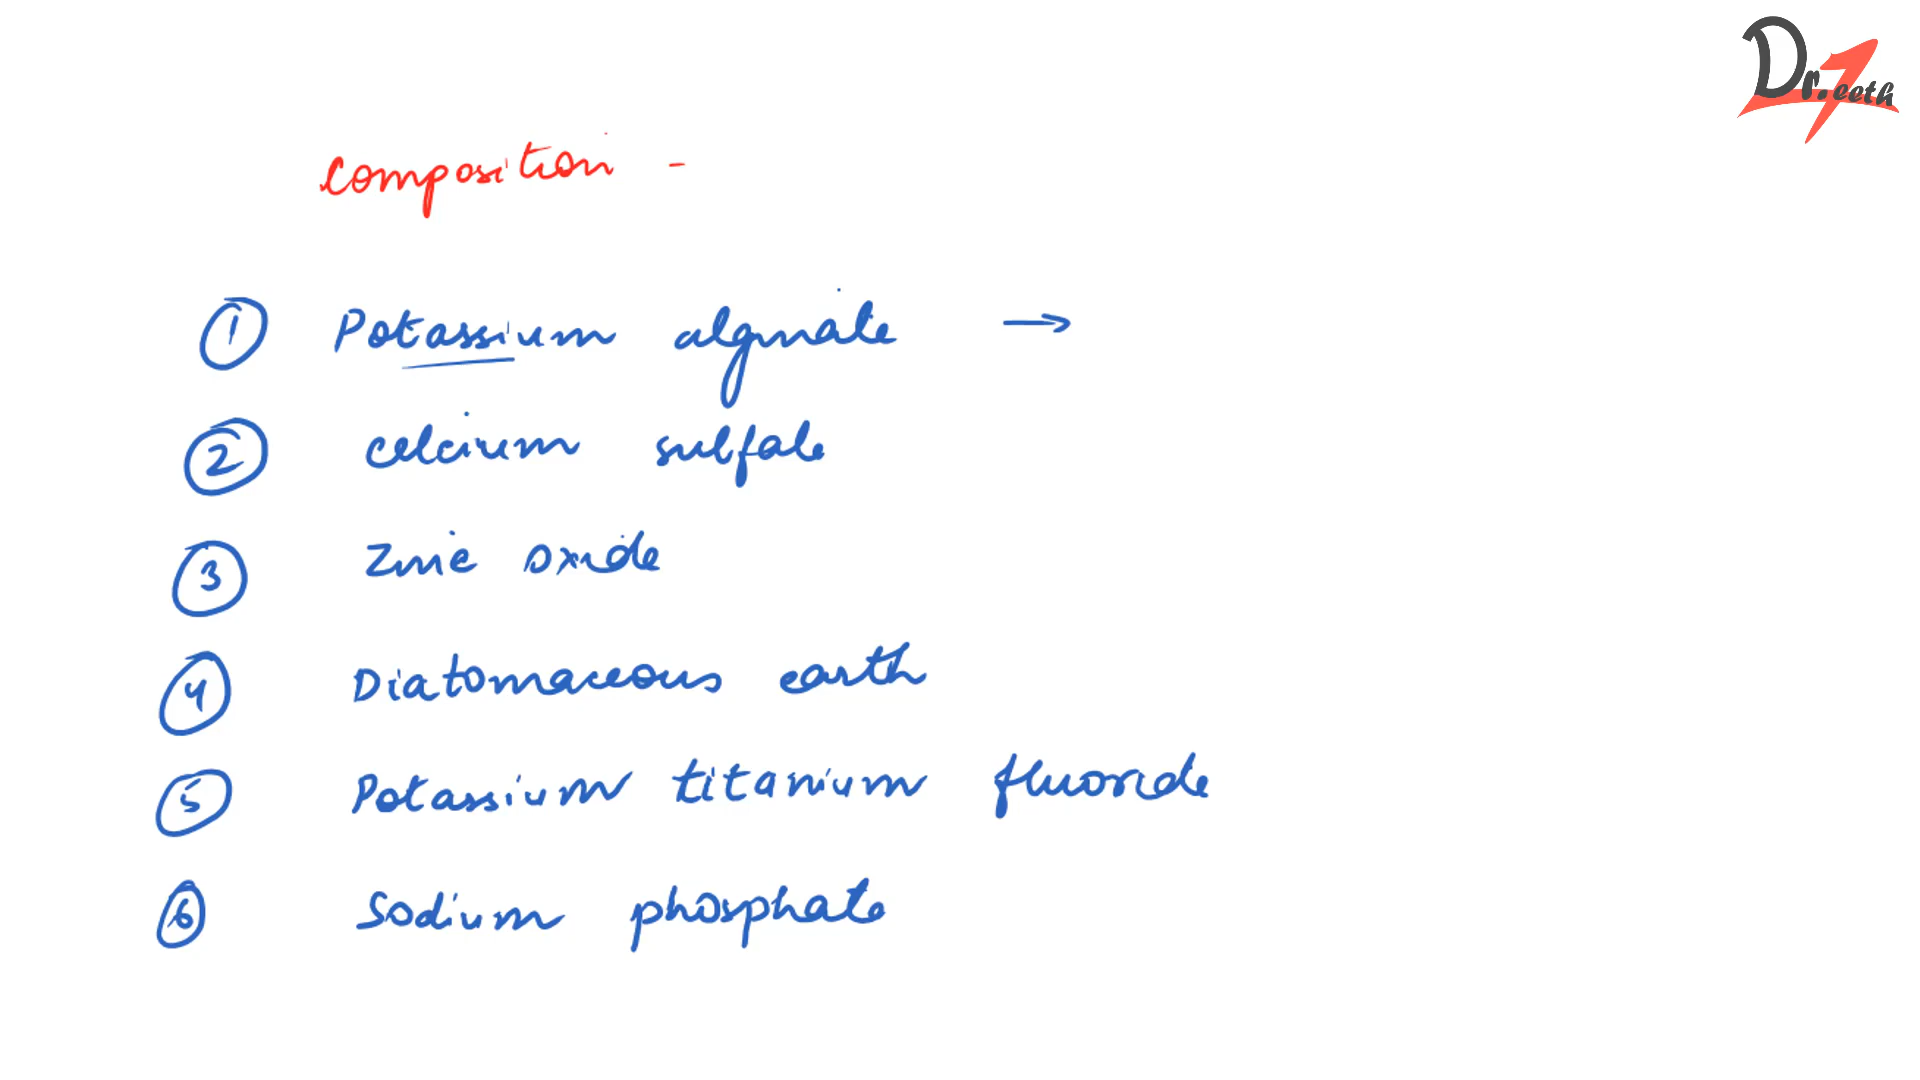 Dr.eeth
Composition -
1 Potassium alginate →
2 Calcium sulfate
3 Zinc oxide
4 Diatomaceous earth
5 Potassium titanium fluoride
6 Sodium phosphate